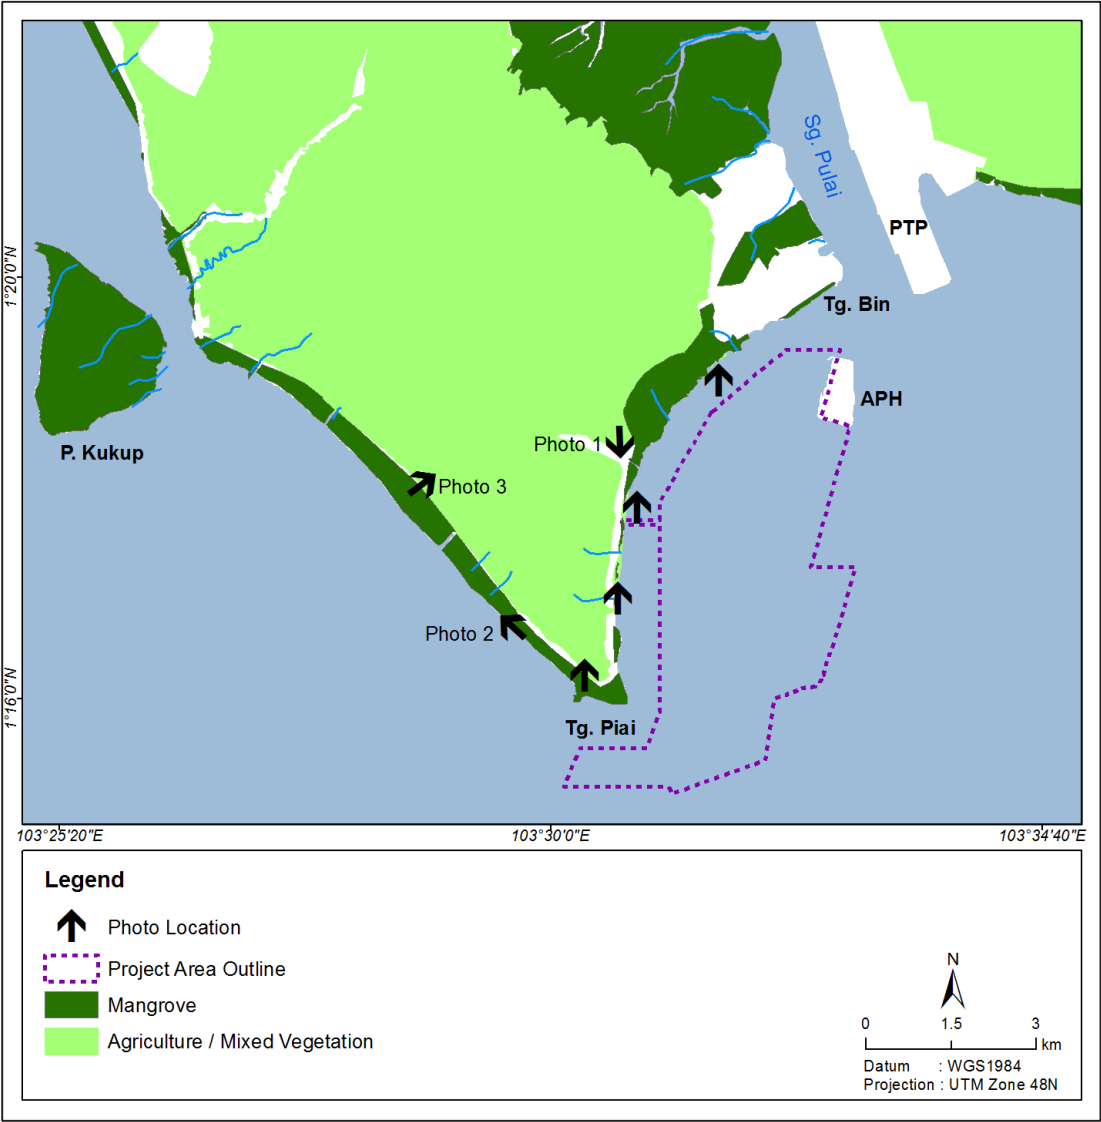 Sg. Pulai
PTP
1°20'0"N
Tg. Bin
APH
P. Kukup
Photo 1
Photo 3
Photo 2
1°16'0"N
Tg. Piai
103°25'20"E
103°30'0"E
103°34'40"E
Legend
Photo Location
Project Area Outline
Mangrove
Agriculture / Mixed Vegetation
N
0 1.5 3
km
Datum : WGS1984
Projection : UTM Zone 48N